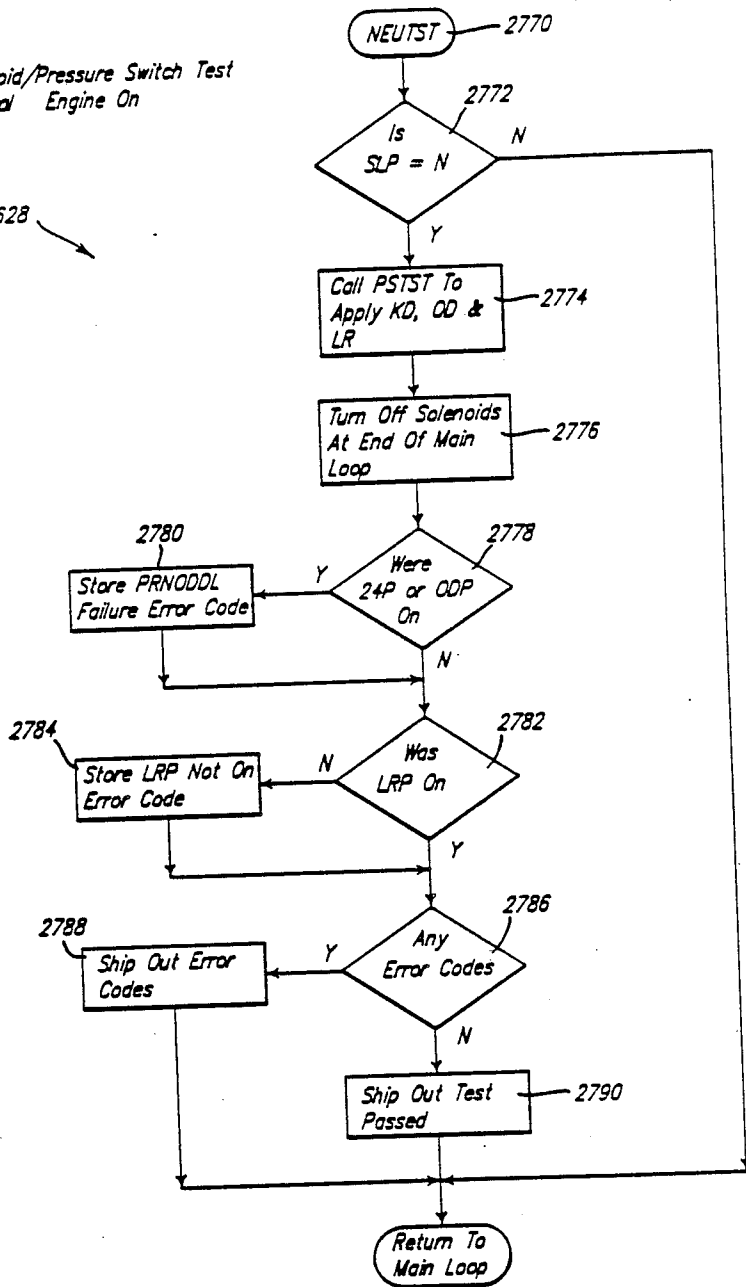 NEUTST
2770
Pressure Switch Test
Engine On
2772
Is
SLP = N
N
Y
Call PSTST To
Apply KD, OD &
LR
2774
Turn Off Solenoids
At End Of Main
Loop
2776
2778
Were
24P or ODP
On
Y
N
2780
Store PRNODDL
Failure Error Code
2782
Was
LRP On
N
Y
2784
Store LRP Not On
Error Code
2786
Any
Error Codes
Y
N
2788
Ship Out Error
Codes
Ship Out Test
Passed
2790
Return To
Main Loop